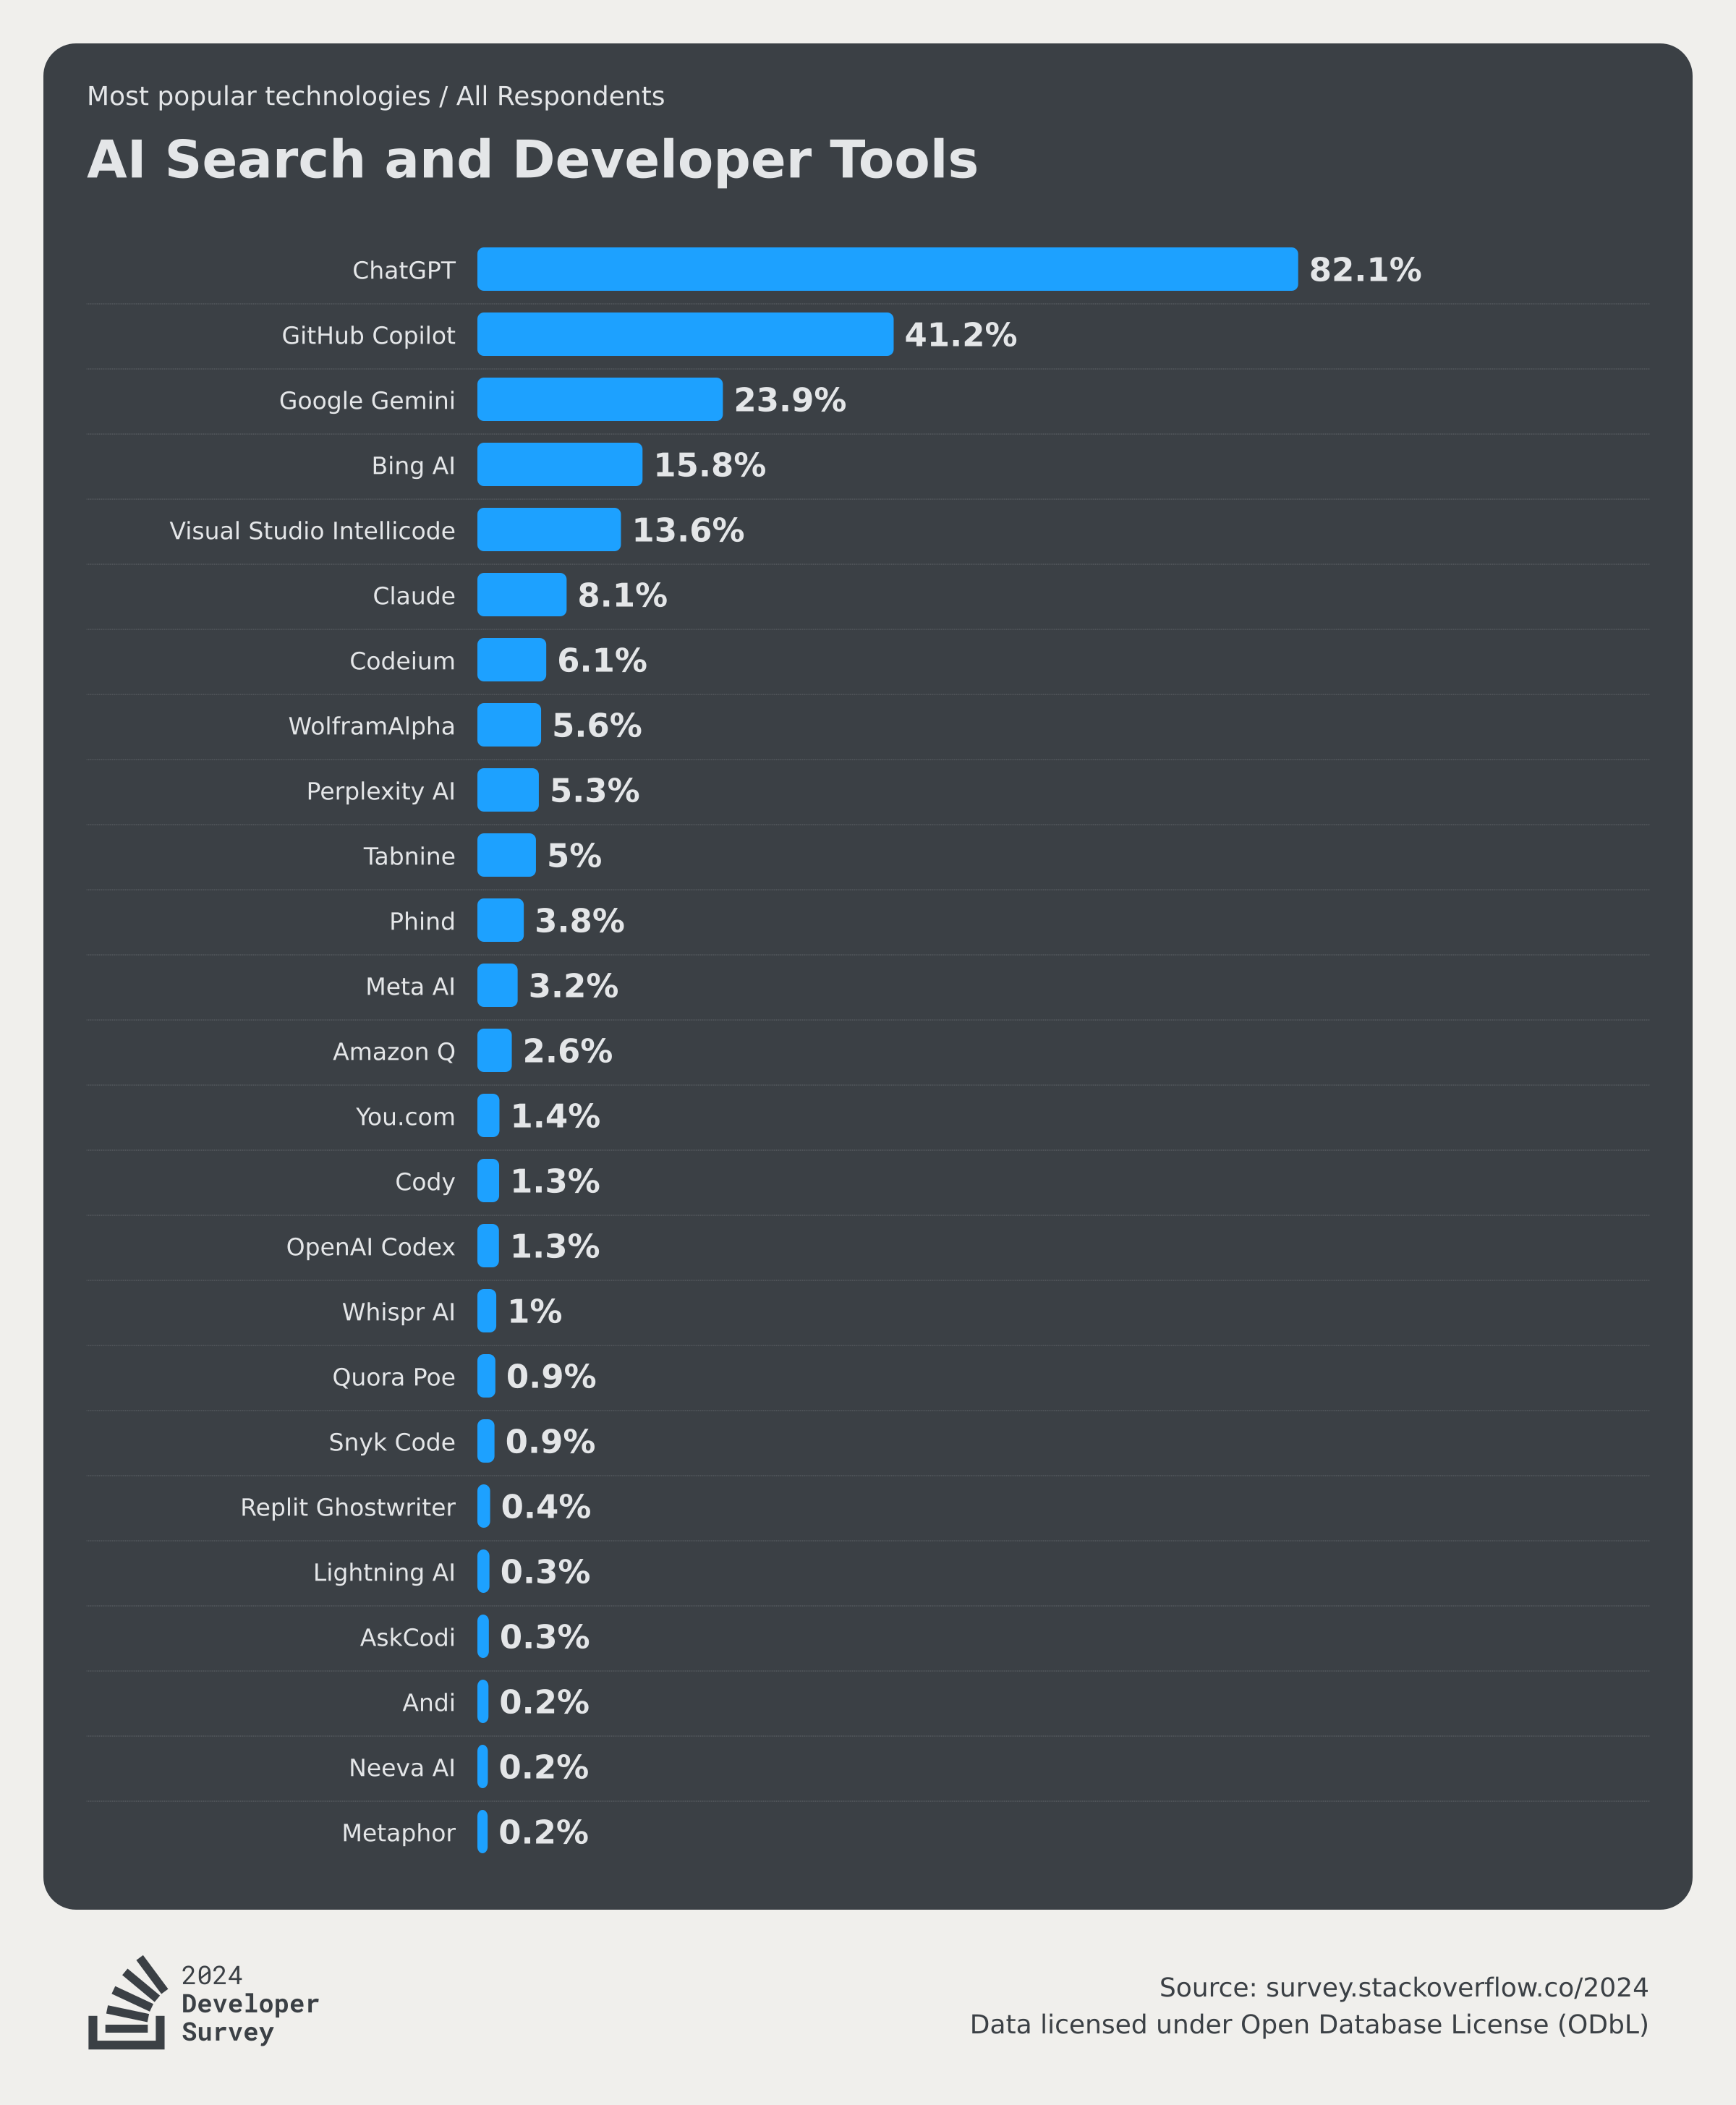 Most popular technologies / All Respondents
AI Search and Developer Tools
ChatGPT 82.1%
GitHub Copilot 41.2%
Google Gemini 23.9%
Bing AI 15.8%
Visual Studio Intellicode 13.6%
Claude 8.1%
Codeium 6.1%
WolframAlpha 5.6%
Perplexity AI 5.3%
Tabnine 5%
Phind 3.8%
Meta AI 3.2%
Amazon Q 2.6%
You.com 1.4%
Cody 1.3%
OpenAI Codex 1.3%
Whispr AI 1%
Quora Poe 0.9%
Snyk Code 0.9%
Replit Ghostwriter 0.4%
Lightning AI 0.3%
AskCodi 0.3%
Andi 0.2%
Neeva AI 0.2%
Metaphor 0.2%
2024
Developer
Survey
Source: survey.stackoverflow.co/2024
Data licensed under Open Database License (ODbL)